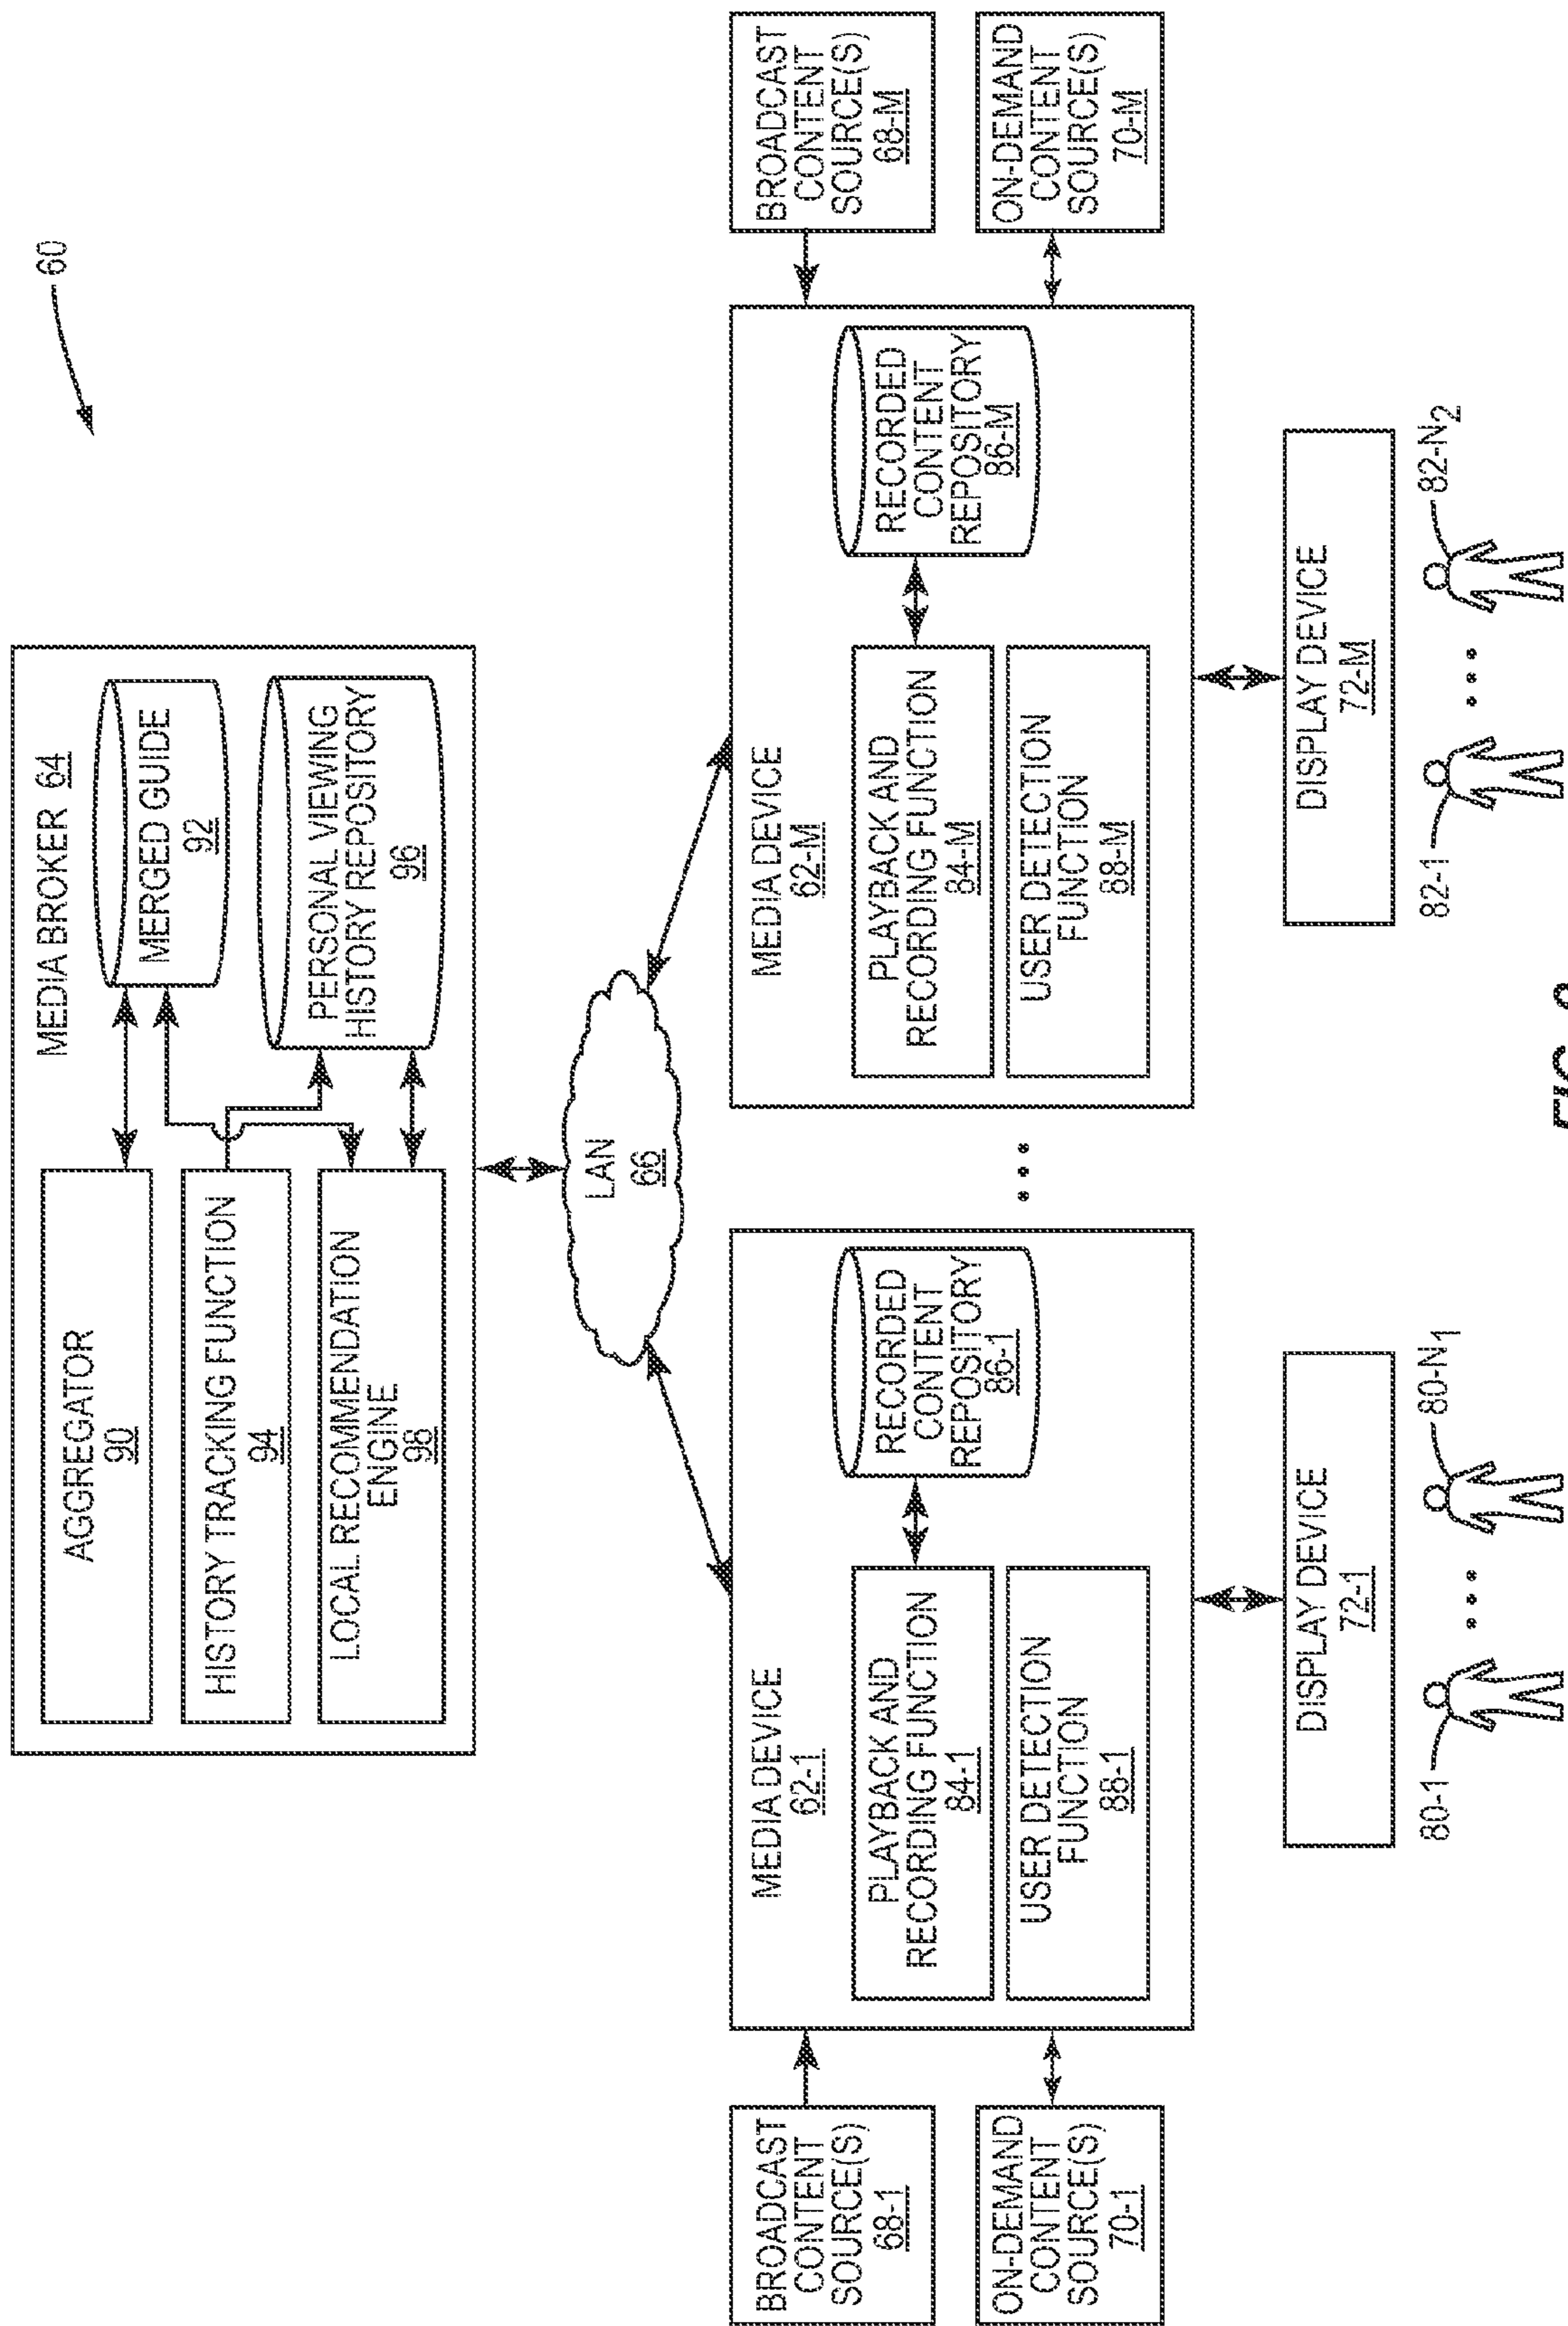 60
MEDIA BROKER 64
AGGREGATOR
90
MERGED GUIDE
92
HISTORY TRACKING FUNCTION
94
PERSONAL VIEWING
HISTORY REPOSITORY
96
LOCAL RECOMMENDATION
ENGINE
98
LAN
66
BROADCAST
CONTENT
SOURCE(S)
68-1
ON-DEMAND
CONTENT
SOURCE(S)
70-1
MEDIA DEVICE
62-1
PLAYBACK AND
RECORDING FUNCTION
84-1
RECORDED
CONTENT
REPOSITORY
86-1
USER DETECTION
FUNCTION
88-1
MEDIA DEVICE
62-M
PLAYBACK AND
RECORDING FUNCTION
84-M
RECORDED
CONTENT
REPOSITORY
86-M
USER DETECTION
FUNCTION
88-M
BROADCAST
CONTENT
SOURCE(S)
68-M
ON-DEMAND
CONTENT
SOURCE(S)
70-M
DISPLAY DEVICE
72-1
80-1
80-N1
DISPLAY DEVICE
72-M
82-1
82-N2
FIG.